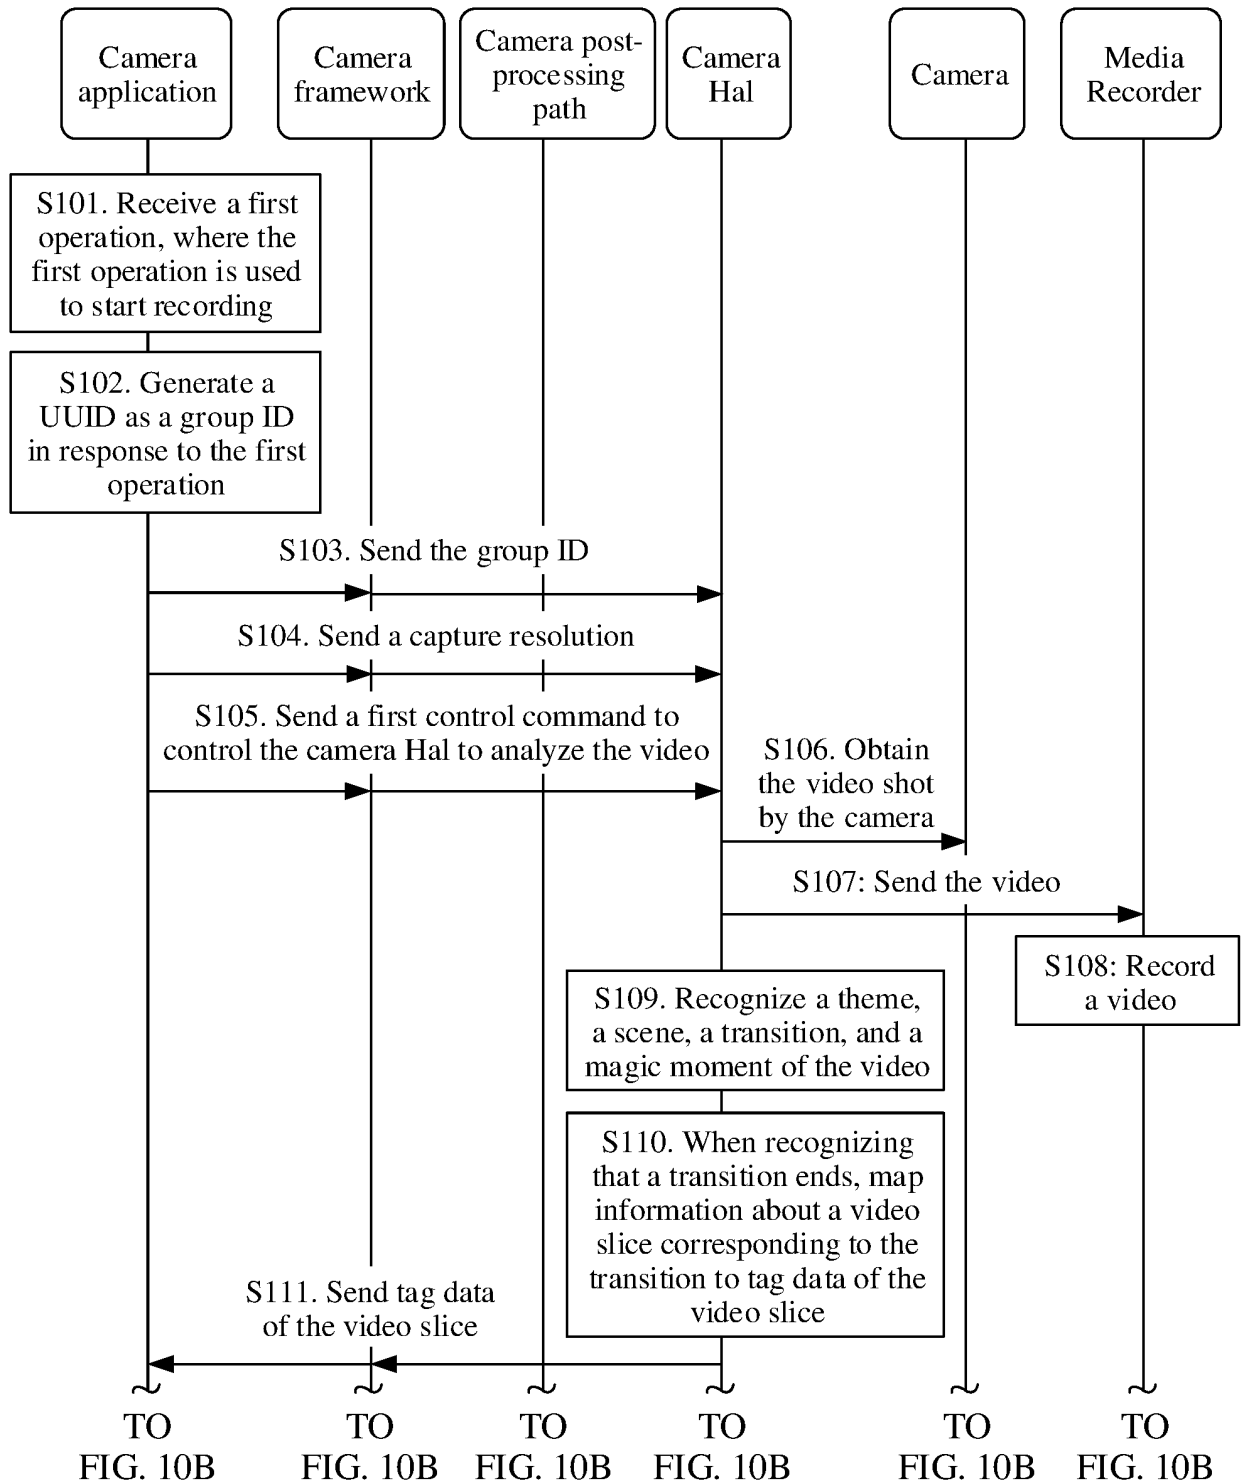 Camera
application
Camera
framework
Camera post-
processing
path
Camera
Hal
Camera
Media
Recorder
S101. Receive a first
operation, where the
first operation is used
to start recording
S102. Generate a
UUID as a group ID
in response to the first
operation
S103. Send the group ID
S104. Send a capture resolution
S105. Send a first control command to
control the camera Hal to analyze the video
S106. Obtain
the video shot
by the camera
S107: Send the video
S108: Record
a video
S109. Recognize a theme,
a scene, a transition, and a
magic moment of the video
S110. When recognizing
that a transition ends, map
information about a video
slice corresponding to the
transition to tag data of the
video slice
S111. Send tag data
of the video slice
TO
FIG. 10B
TO
FIG. 10B
TO
FIG. 10B
TO
FIG. 10B
TO
FIG. 10B
TO
FIG. 10B